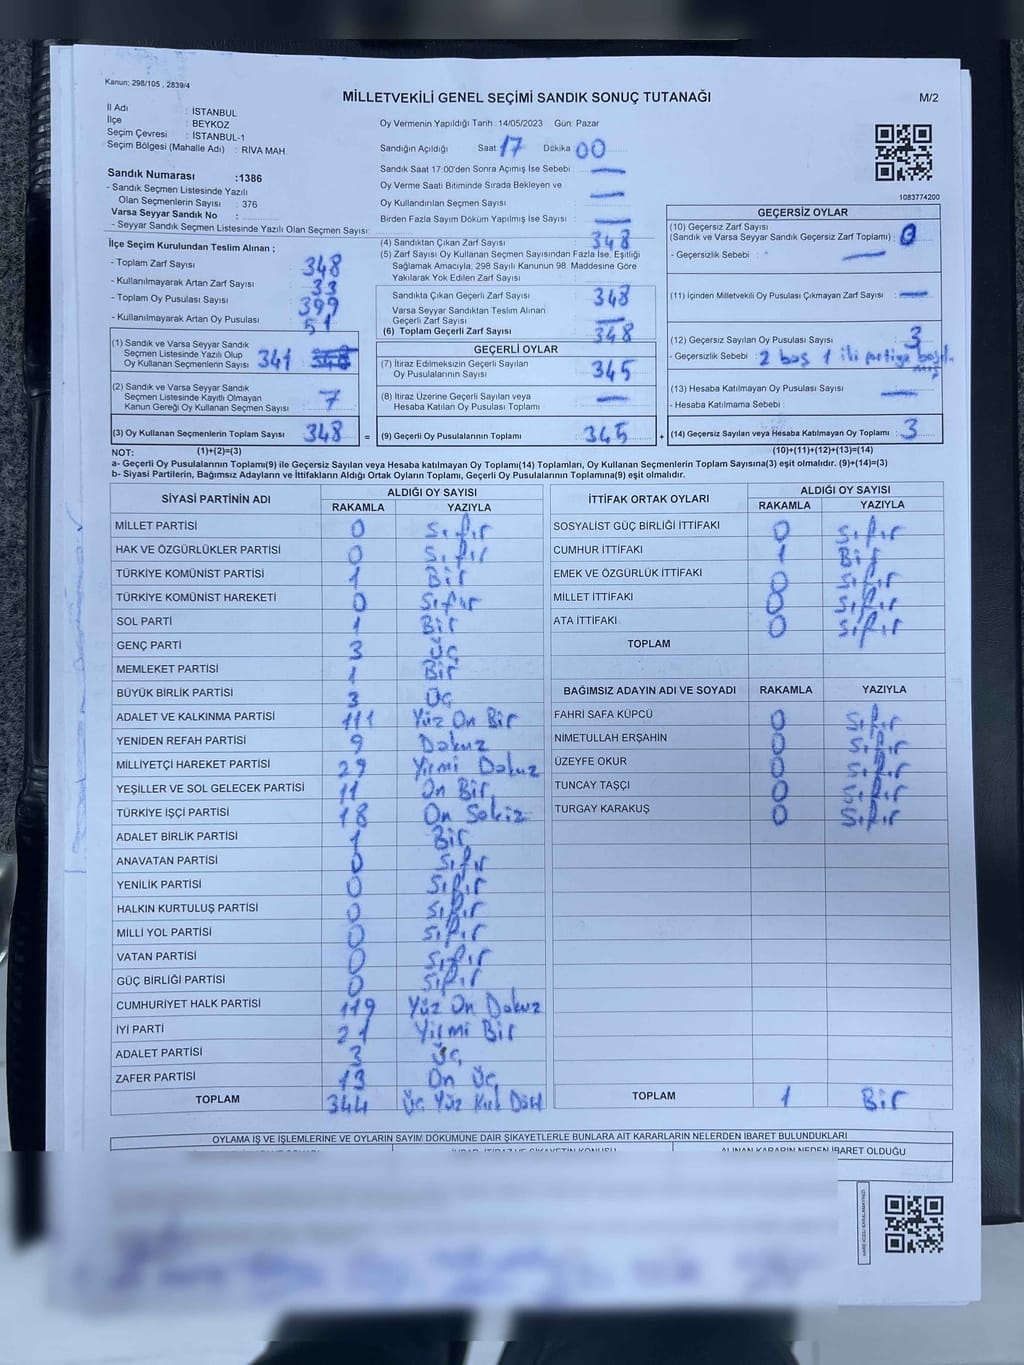 Kanun: 298/105 , 2839/4
MİLLETVEKİLİ GENEL SEÇİMİ SANDIK SONUÇ TUTANAĞI
M/2
İl Adı : İSTANBUL
İlçe : BEYKOZ
Seçim Çevresi : İSTANBUL-1
Seçim Bölgesi (Mahalle Adı) : RİVA MAH.
Oy Vermenin Yapıldığı Tarih :14/05/2023 Gün: Pazar
Sandığın Açıldığı Saat 17 Dakika 00
Sandık Saat 17:00'den Sonra Açımış İse Sebebi : —
Oy Verme Saati Bitiminde Sırada Bekleyen ve
Oy Kullandırılan Seçmen Sayısı : —
Birden Fazla Sayım Döküm Yapılmış İse Sayısı : —
1083774200
Sandık Numarası :1386
- Sandık Seçmen Listesinde Yazılı
Olan Seçmenlerin Sayısı : 376
Varsa Seyyar Sandık No :
- Seyyar Sandık Seçmen Listesinde Yazılı Olan Seçmen Sayısı:
İlçe Seçim Kurulundan Teslim Alınan ;
- Toplam Zarf Sayısı : 348
- Kullanılmayarak Artan Zarf Sayısı : 33
- Toplam Oy Pusulası Sayısı : 399
- Kullanılmayarak Artan Oy Pusulası : 51
(1) Sandık ve Varsa Seyyar Sandık
Seçmen Listesinde Yazılı Olup
Oy Kullanan Seçmenlerin Sayısı 341
(2) Sandık ve Varsa Seyyar Sandık
Seçmen Listesinde Kayıtlı Olmayan
Kanun Gereği Oy Kullanan Seçmen Sayısı : 7
(3) Oy Kullanan Seçmenlerin Toplam Sayısı : 348
(4) Sandıktan Çıkan Zarf Sayısı : 348
(5) Zarf Sayısı Oy Kullanan Seçmen Sayısından Fazla İse, Eşitliği
Sağlamak Amacıyla; 298 Sayılı Kanunun 98. Maddesine Göre
Yakılarak Yok Edilen Zarf Sayısı :
Sandıkta Çıkan Geçerli Zarf Sayısı : 348
Varsa Seyyar Sandıktan Teslim Alınan
Geçerli Zarf Sayısı : —
(6) Toplam Geçerli Zarf Sayısı : 348
GEÇERLİ OYLAR
(7) İtiraz Edilmeksizin Geçerli Sayılan
Oy Pusulalarının Sayısı : 345
(8) İtiraz Üzerine Geçerli Sayılan veya
Hesaba Katılan Oy Pusulası Toplamı : —
= (9) Geçerli Oy Pusulalarının Toplamı : 345
GEÇERSİZ OYLAR
(10) Geçersiz Zarf Sayısı
(Sandık ve Varsa Seyyar Sandık Geçersiz Zarf Toplamı) : 0
- Geçersizlik Sebebi : —
(11) İçinden Milletvekili Oy Pusulası Çıkmayan Zarf Sayısı : —
(12) Geçersiz Sayılan Oy Pusulası Sayısı : 3
- Geçersizlik Sebebi : 2 boş 1 iki partiye
(13) Hesaba Katılmayan Oy Pusulası Sayısı : —
- Hesaba Katılmama Sebebi :
+ (14) Geçersiz Sayılan veya Hesaba Katılmayan Oy Toplamı : 3
NOT: (1)+(2)=(3) (10)+(11)+(12)+(13)=(14)
a- Geçerli Oy Pusulalarının Toplamı(9) ile Geçersiz Sayılan veya Hesaba katılmayan Oy Toplamı(14) Toplamları, Oy Kullanan Seçmenlerin Toplam Sayısına(3) eşit olmalıdır. (9)+(14)=(3)
b- Siyasi Partilerin, Bağımsız Adayların ve İttifakların Aldığı Ortak Oyların Toplamı, Geçerli Oy Pusulalarının Toplamına(9) eşit olmalıdır.
SİYASİ PARTİNİN ADI ALDIĞI OY SAYISI
RAKAMLA YAZIYLA
MİLLET PARTİSİ 0 Sıfır
HAK VE ÖZGÜRLÜKLER PARTİSİ 0 Sıfır
TÜRKİYE KOMÜNİST PARTİSİ 1 Bir
TÜRKİYE KOMÜNİST HAREKETİ 0 Sıfır
SOL PARTİ 1 Bir
GENÇ PARTİ 3 Üç
MEMLEKET PARTİSİ 1 Bir
BÜYÜK BİRLİK PARTİSİ 3 Üç
ADALET VE KALKINMA PARTİSİ 111 Yüz On Bir
YENİDEN REFAH PARTİSİ 9 Dokuz
MİLLİYETÇİ HAREKET PARTİSİ 29 Yirmi Dokuz
YEŞİLLER VE SOL GELECEK PARTİSİ 11 On Bir
TÜRKİYE İŞÇİ PARTİSİ 18 On Sekiz
ADALET BİRLİK PARTİSİ 1 Bir
ANAVATAN PARTİSİ 0 Sıfır
YENİLİK PARTİSİ 0 Sıfır
HALKIN KURTULUŞ PARTİSİ 0 Sıfır
MİLLİ YOL PARTİSİ 0 Sıfır
VATAN PARTİSİ 0 Sıfır
GÜÇ BİRLİĞİ PARTİSİ 0 Sıfır
CUMHURİYET HALK PARTİSİ 119 Yüz On Dokuz
İYİ PARTİ 21 Yirmi Bir
ADALET PARTİSİ 3 Üç
ZAFER PARTİSİ 13 On Üç
TOPLAM 344 Üç Yüz Kırk Dört
İTTİFAK ORTAK OYLARI ALDIĞI OY SAYISI
RAKAMLA YAZIYLA
SOSYALİST GÜÇ BİRLİĞİ İTTİFAKI 0 Sıfır
CUMHUR İTTİFAKI 1 Bir
EMEK VE ÖZGÜRLÜK İTTİFAKI 0 Sıfır
MİLLET İTTİFAKI 0 Sıfır
ATA İTTİFAKI 0 Sıfır
TOPLAM
BAĞIMSIZ ADAYIN ADI VE SOYADI RAKAMLA YAZIYLA
FAHRİ SAFA KÜPCÜ 0 Sıfır
NİMETULLAH ERŞAHİN 0 Sıfır
ÜZEYFE OKUR 0 Sıfır
TUNCAY TAŞÇI 0 Sıfır
TURGAY KARAKUŞ 0 Sıfır
TOPLAM 1 Bir
OYLAMA İŞ VE İŞLEMLERİNE VE OYLARIN SAYIM DÖKÜMÜNE DAİR ŞİKAYETLERLE BUNLARA AİT KARARLARIN NELERDEN İBARET BULUNDUKLARI
ALINAN KARARIN NEDEN İBARET OLDUĞU